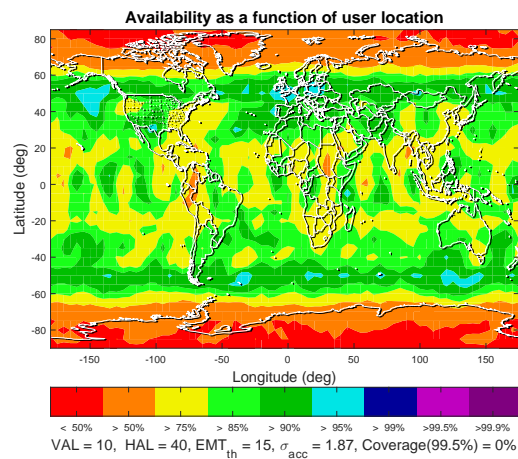 Availability as a function of user location
80
60
40
20
0
-20
-40
-60
-80
Latitude (deg)
-150 -100 -50 0 50 100 150
Longitude (deg)
< 50% > 50% > 75% > 85% > 90% > 95% > 99% >99.5% >99.9%
VAL = 10, HAL = 40, EMT_th = 15, σ_acc = 1.87, Coverage(99.5%) = 0%